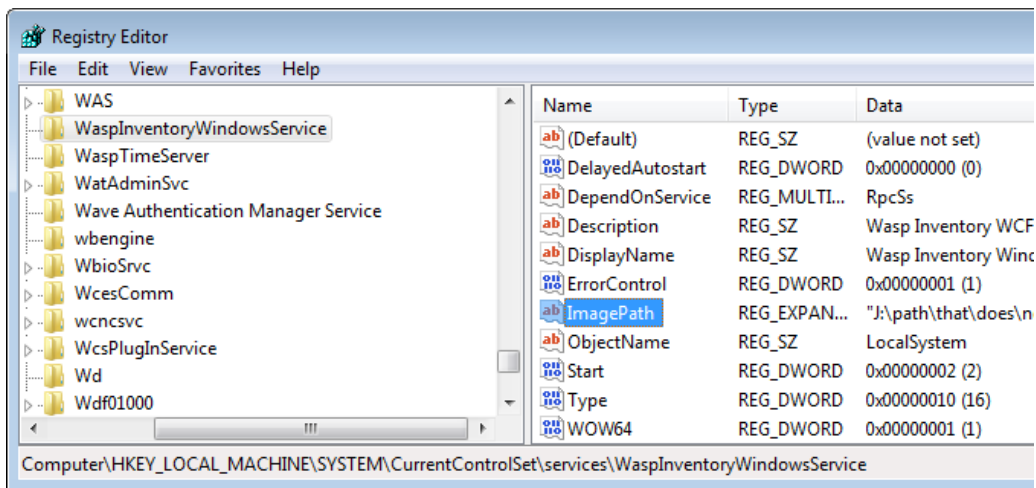 Registry Editor
File Edit View Favorites Help
WAS
WaspInventoryWindowsService
WaspTimeServer
WatAdminSvc
Wave Authentication Manager Service
wbengine
WbioSrvc
WcesComm
wcncsvc
WcsPlugInService
Wd
Wdf01000
Name Type Data
(Default) REG_SZ (value not set)
DelayedAutostart REG_DWORD 0x00000000 (0)
DependOnService REG_MULTI... RpcSs
Description REG_SZ Wasp Inventory WCF
DisplayName REG_SZ Wasp Inventory Wind
ErrorControl REG_DWORD 0x00000001 (1)
ImagePath REG_EXPAN... "J:\path\that\does\n
ObjectName REG_SZ LocalSystem
Start REG_DWORD 0x00000002 (2)
Type REG_DWORD 0x00000010 (16)
WOW64 REG_DWORD 0x00000001 (1)
Computer\HKEY_LOCAL_MACHINE\SYSTEM\CurrentControlSet\services\WaspInventoryWindowsService